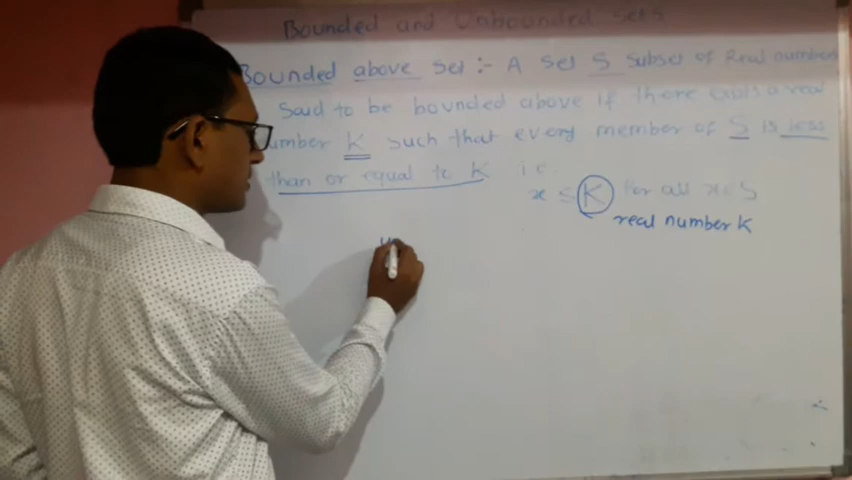 Bounded and Unbounded sets
Bounded above set :- A set S subset of Real numbers
Said to be bounded above if there exists a real
umber K such that every member of S is less
than or equal to K i.e.
x ≤ K for all x ∈ S
real number K